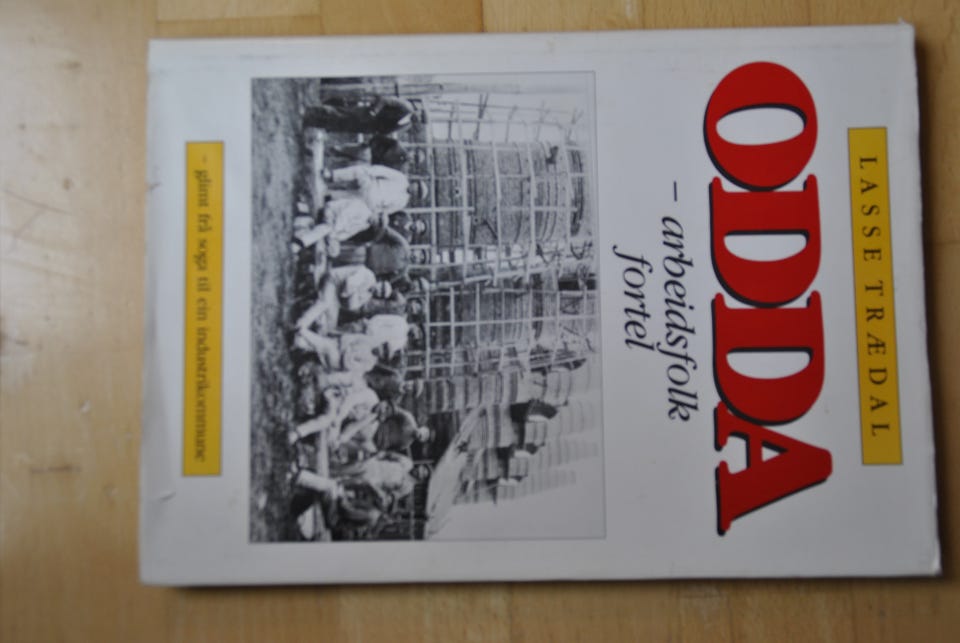 LASSE TRÆDAL
ODDA
– arbeidsfolk
fortel
– glimt frå soga til ein industrikommune